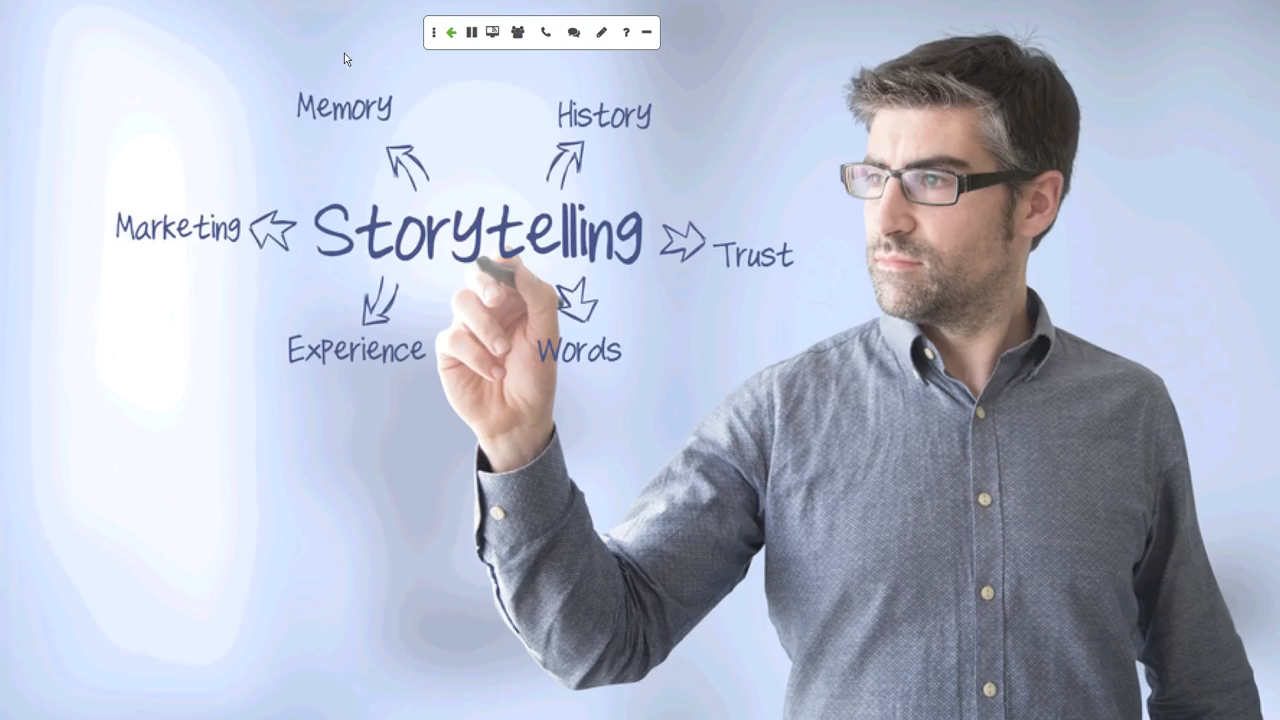 Memory
History
Marketing
Storytelling
Trust
Experience
Words